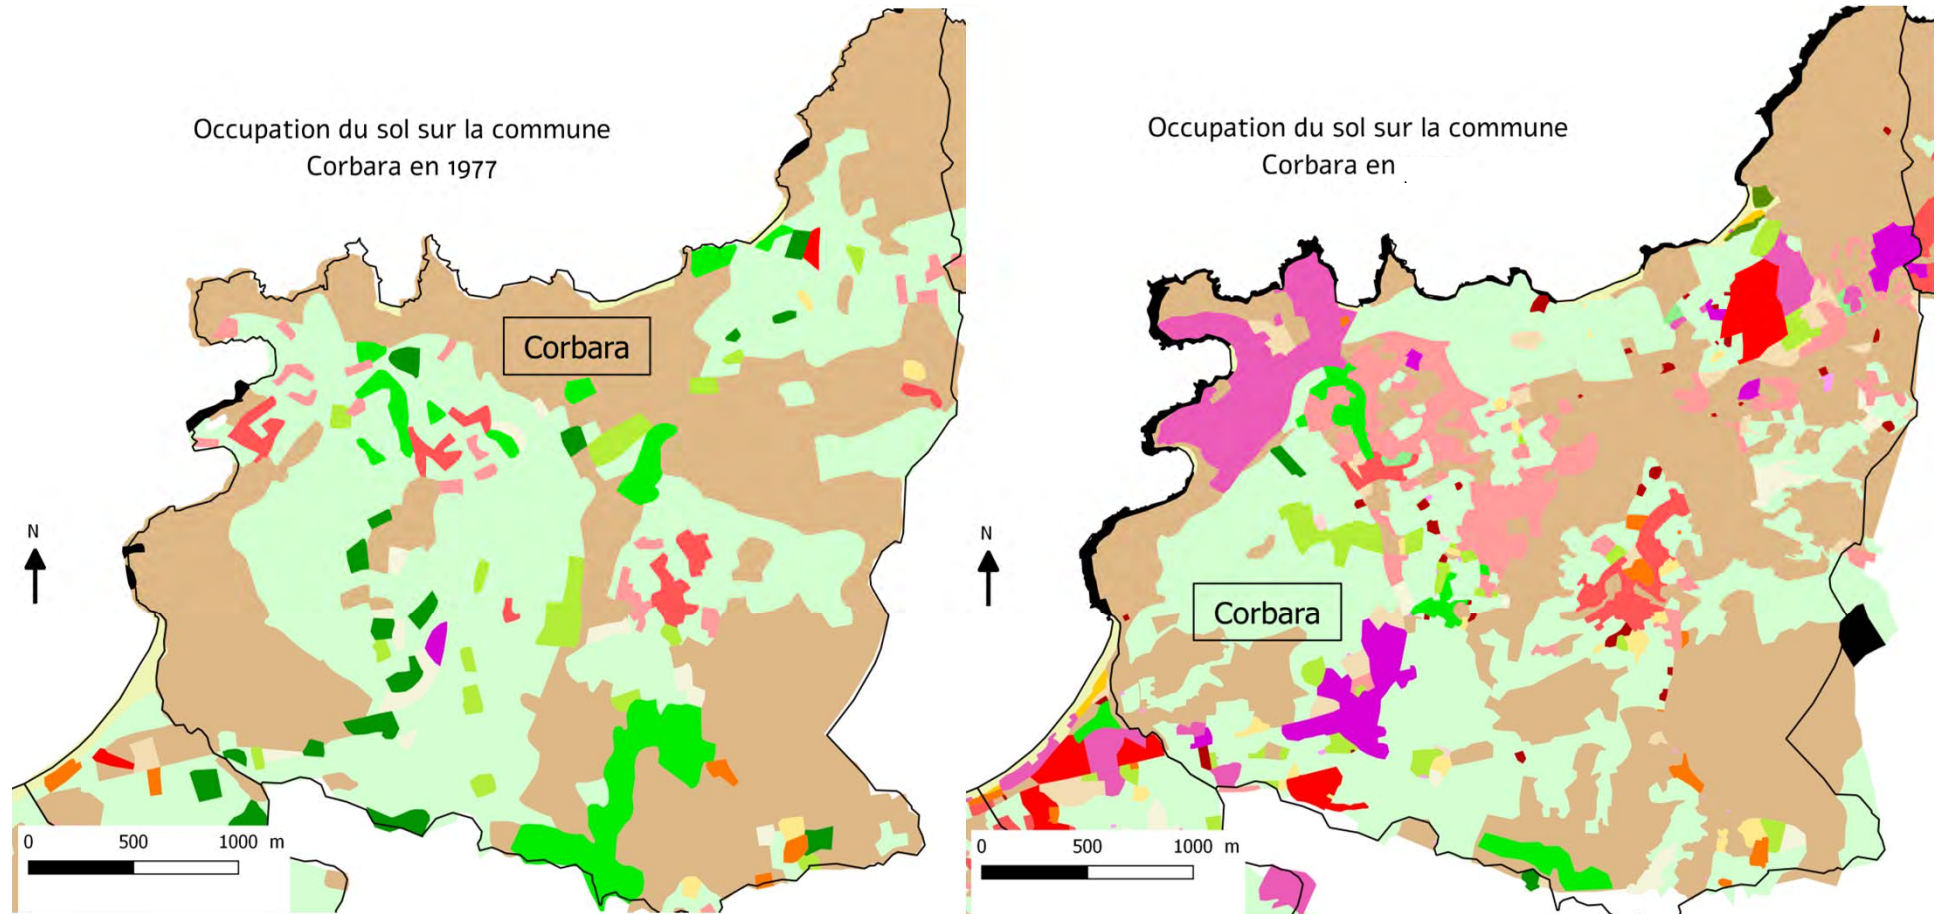 Occupation du sol sur la commune
Corbara en 1977
Corbara
N
0 500 1000 m
Occupation du sol sur la commune
Corbara en
N
Corbara
0 500 1000 m